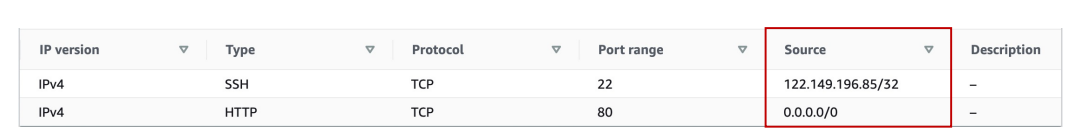 IP version Type Protocol Port range Source Description
IPv4 SSH TCP 22 122.149.196.85/32 –
IPv4 HTTP TCP 80 0.0.0.0/0 –